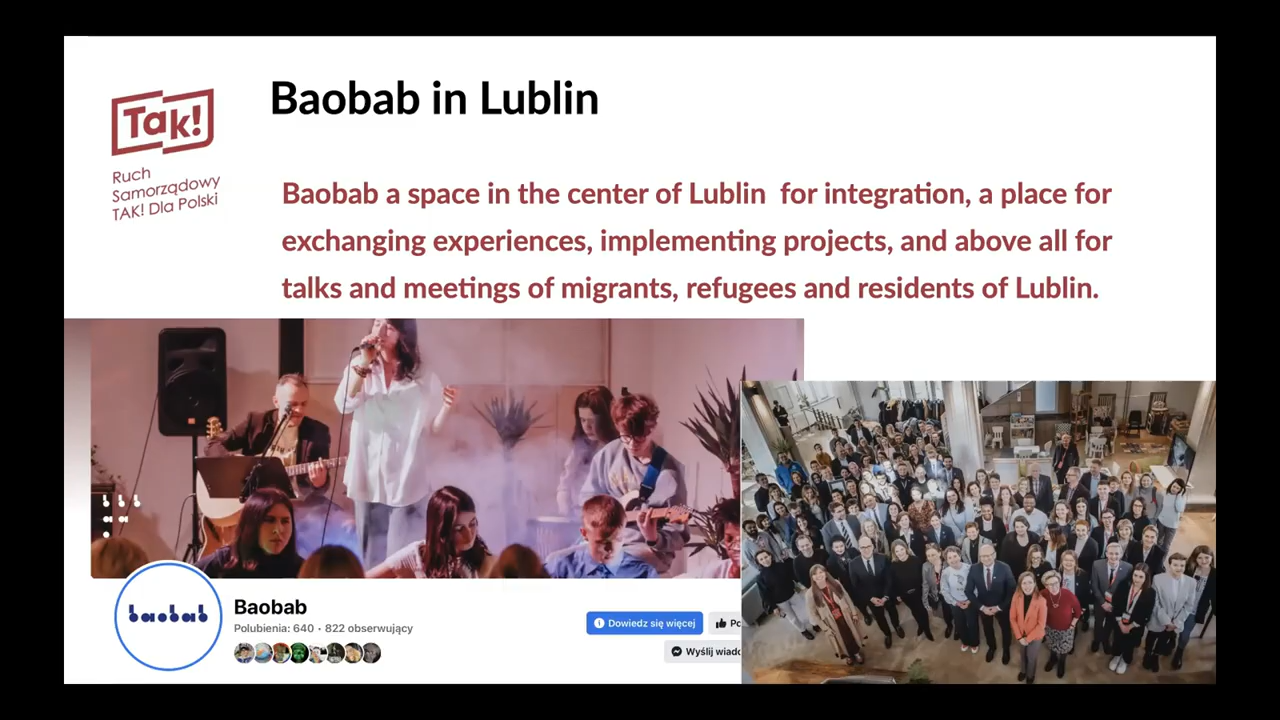 Tak!
Ruch
Samorządowy
TAK! Dla Polski
Baobab in Lublin
Baobab a space in the center of Lublin for integration, a place for
exchanging experiences, implementing projects, and above all for
talks and meetings of migrants, refugees and residents of Lublin.
baobab
Baobab
Polubienia: 640 • 822 obserwujący
Dowiedz się więcej